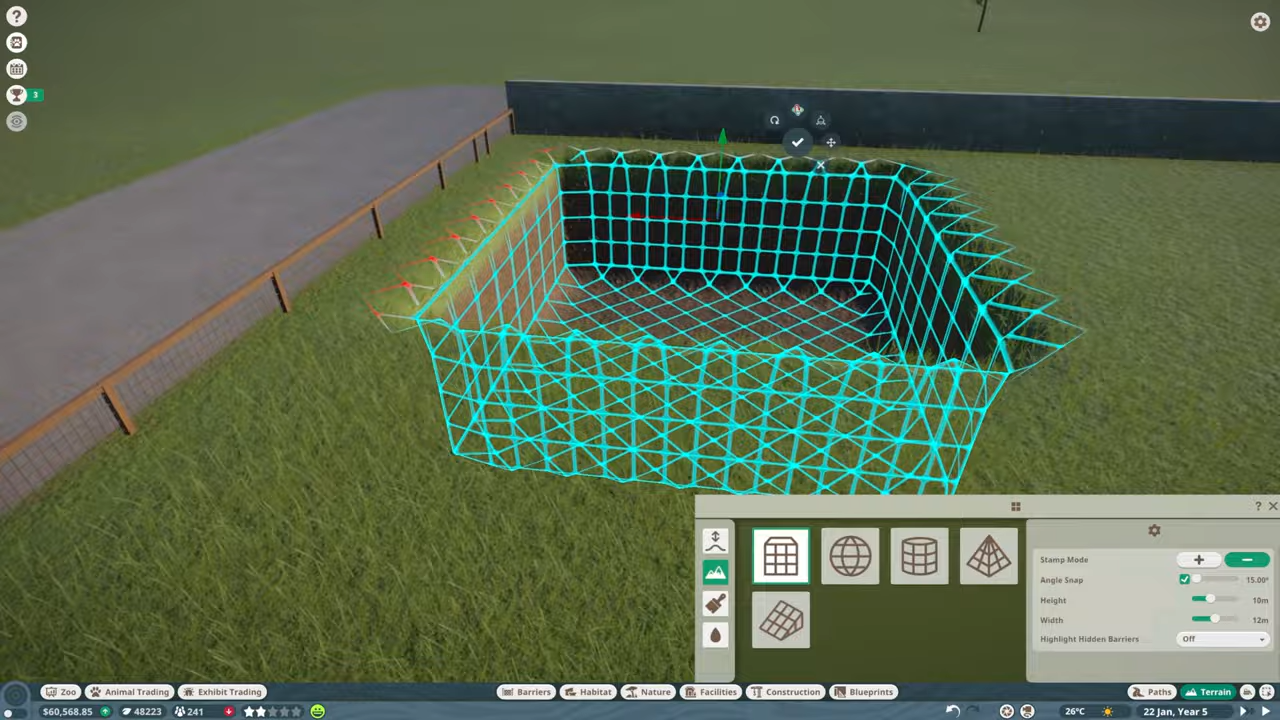 ?
3
? ×
Stamp Mode + −
Angle Snap 15.00°
Height 10m
Width 12m
Highlight Hidden Barriers Off
Zoo Animal Trading Exhibit Trading Barriers Habitat Nature Facilities Construction Blueprints Paths Terrain
$60,568.85 48223 241 26°C 22 Jan, Year 5